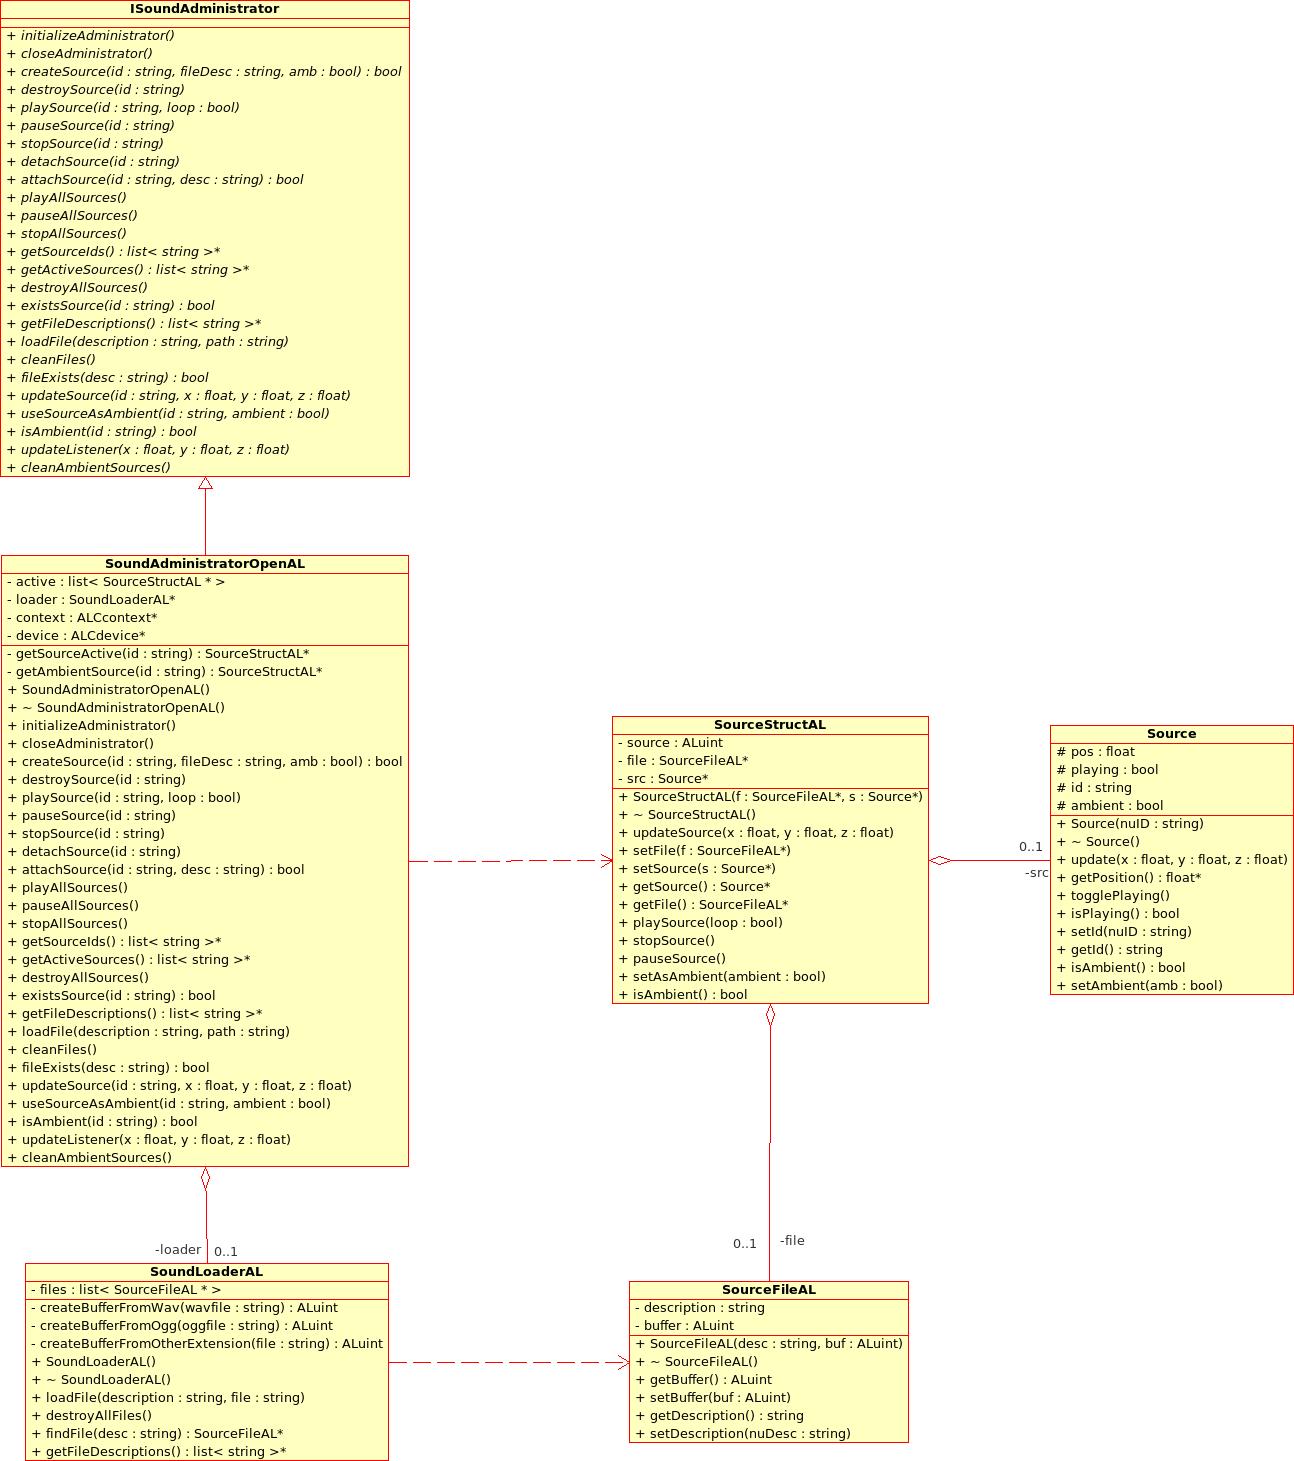 ISoundAdministrator
+ initializeAdministrator()
+ closeAdministrator()
+ createSource(id : string, fileDesc : string, amb : bool) : bool
+ destroySource(id : string)
+ playSource(id : string, loop : bool)
+ pauseSource(id : string)
+ stopSource(id : string)
+ detachSource(id : string)
+ attachSource(id : string, desc : string) : bool
+ playAllSources()
+ pauseAllSources()
+ stopAllSources()
+ getSourceIds() : list< string >*
+ getActiveSources() : list< string >*
+ destroyAllSources()
+ existsSource(id : string) : bool
+ getFileDescriptions() : list< string >*
+ loadFile(description : string, path : string)
+ cleanFiles()
+ fileExists(desc : string) : bool
+ updateSource(id : string, x : float, y : float, z : float)
+ useSourceAsAmbient(id : string, ambient : bool)
+ isAmbient(id : string) : bool
+ updateListener(x : float, y : float, z : float)
+ cleanAmbientSources()
SoundAdministratorOpenAL
- active : list< SourceStructAL * >
- loader : SoundLoaderAL*
- context : ALCcontext*
- device : ALCdevice*
- getSourceActive(id : string) : SourceStructAL*
- getAmbientSource(id : string) : SourceStructAL*
+ SoundAdministratorOpenAL()
+ ~ SoundAdministratorOpenAL()
+ initializeAdministrator()
+ closeAdministrator()
+ createSource(id : string, fileDesc : string, amb : bool) : bool
+ destroySource(id : string)
+ playSource(id : string, loop : bool)
+ pauseSource(id : string)
+ stopSource(id : string)
+ detachSource(id : string)
+ attachSource(id : string, desc : string) : bool
+ playAllSources()
+ pauseAllSources()
+ stopAllSources()
+ getSourceIds() : list< string >*
+ getActiveSources() : list< string >*
+ destroyAllSources()
+ existsSource(id : string) : bool
+ getFileDescriptions() : list< string >*
+ loadFile(description : string, path : string)
+ cleanFiles()
+ fileExists(desc : string) : bool
+ updateSource(id : string, x : float, y : float, z : float)
+ useSourceAsAmbient(id : string, ambient : bool)
+ isAmbient(id : string) : bool
+ updateListener(x : float, y : float, z : float)
+ cleanAmbientSources()
SourceStructAL
- source : ALuint
- file : SourceFileAL*
- src : Source*
+ SourceStructAL(f : SourceFileAL*, s : Source*)
+ ~ SourceStructAL()
+ updateSource(x : float, y : float, z : float)
+ setFile(f : SourceFileAL*)
+ setSource(s : Source*)
+ getSource() : Source*
+ getFile() : SourceFileAL*
+ playSource(loop : bool)
+ stopSource()
+ pauseSource()
+ setAsAmbient(ambient : bool)
+ isAmbient() : bool
0..1
-src
Source
# pos : float
# playing : bool
# id : string
# ambient : bool
+ Source(nuID : string)
+ ~ Source()
+ update(x : float, y : float, z : float)
+ getPosition() : float*
+ togglePlaying()
+ isPlaying() : bool
+ setId(nuID : string)
+ getId() : string
+ isAmbient() : bool
+ setAmbient(amb : bool)
-loader 0..1
0..1 -file
SoundLoaderAL
- files : list< SourceFileAL * >
- createBufferFromWav(wavfile : string) : ALuint
- createBufferFromOgg(oggfile : string) : ALuint
- createBufferFromOtherExtension(file : string) : ALuint
+ SoundLoaderAL()
+ ~ SoundLoaderAL()
+ loadFile(description : string, file : string)
+ destroyAllFiles()
+ findFile(desc : string) : SourceFileAL*
+ getFileDescriptions() : list< string >*
SourceFileAL
- description : string
- buffer : ALuint
+ SourceFileAL(desc : string, buf : ALuint)
+ ~ SourceFileAL()
+ getBuffer() : ALuint
+ setBuffer(buf : ALuint)
+ getDescription() : string
+ setDescription(nuDesc : string)